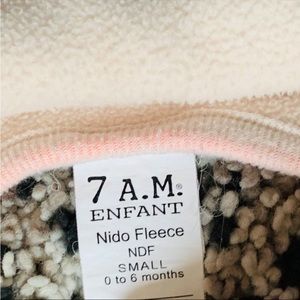 7 A.M.®
ENFANT
Nido Fleece
NDF
SMALL
0 to 6 months